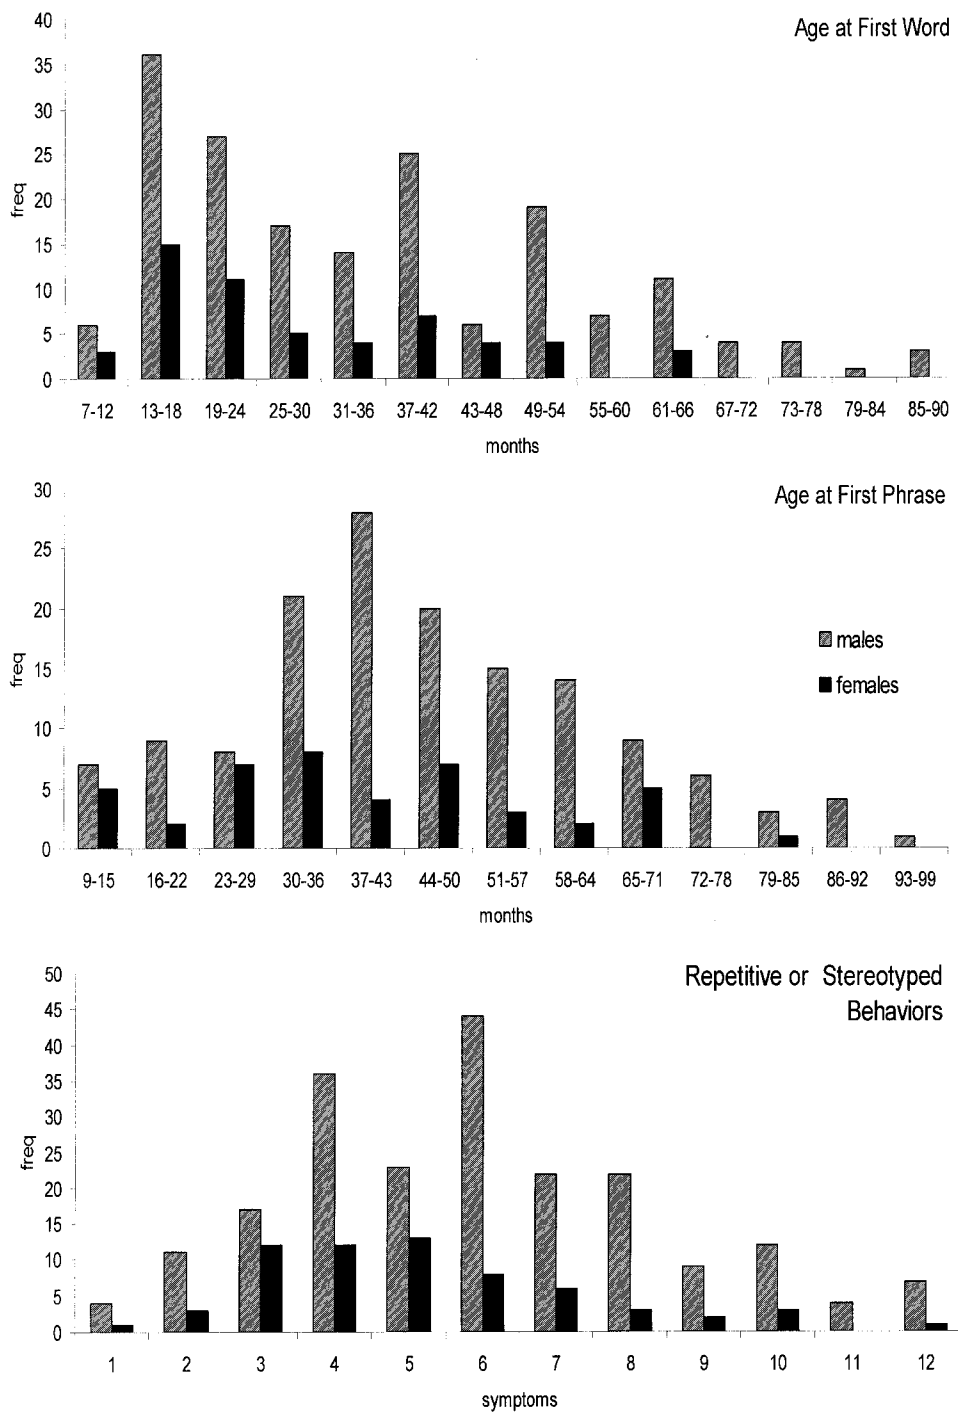 Age at First Word
40
35
30
25
20
15
10
5
0
freq
7-12 13-18 19-24 25-30 31-36 37-42 43-48 49-54 55-60 61-66 67-72 73-78 79-84 85-90
months
Age at First Phrase
30
25
20
15
10
5
0
freq
males
females
9-15 16-22 23-29 30-36 37-43 44-50 51-57 58-64 65-71 72-78 79-85 86-92 93-99
months
Repetitive or Stereotyped
Behaviors
50
45
40
35
30
25
20
15
10
5
0
freq
1 2 3 4 5 6 7 8 9 10 11 12
symptoms